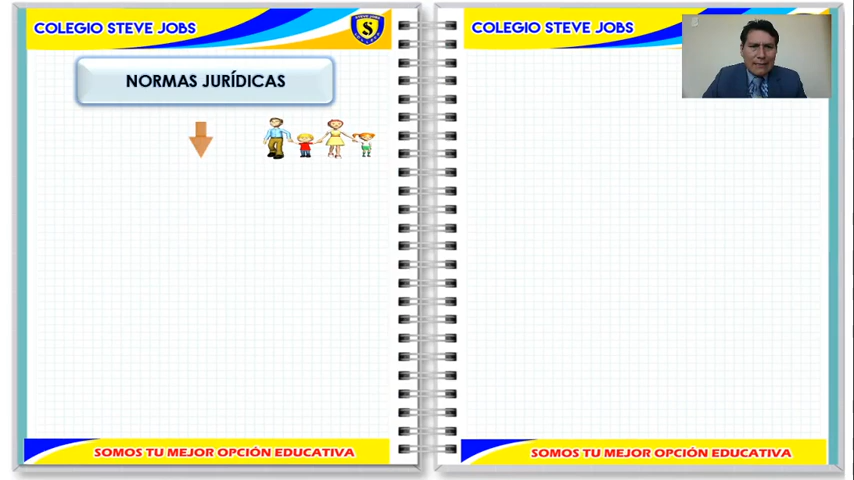 COLEGIO STEVE JOBS
NORMAS JURÍDICAS
SOMOS TU MEJOR OPCIÓN EDUCATIVA
COLEGIO STEVE JOBS
SOMOS TU MEJOR OPCIÓN EDUCATIVA